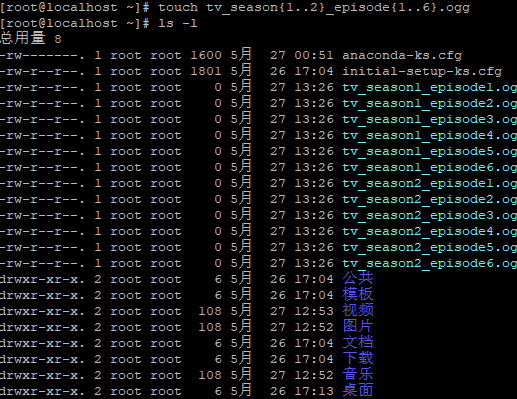 [root@localhost ~]# touch tv_season{1..2}_episode{1..6}.ogg
[root@localhost ~]# ls -l
总用量 8
-rw-------. 1 root root 1600 5月  27 00:51 anaconda-ks.cfg
-rw-r--r--. 1 root root 1801 5月  26 17:04 initial-setup-ks.cfg
-rw-r--r--. 1 root root    0 5月  27 13:26 tv_season1_episode1.og
-rw-r--r--. 1 root root    0 5月  27 13:26 tv_season1_episode2.og
-rw-r--r--. 1 root root    0 5月  27 13:26 tv_season1_episode3.og
-rw-r--r--. 1 root root    0 5月  27 13:26 tv_season1_episode4.og
-rw-r--r--. 1 root root    0 5月  27 13:26 tv_season1_episode5.og
-rw-r--r--. 1 root root    0 5月  27 13:26 tv_season1_episode6.og
-rw-r--r--. 1 root root    0 5月  27 13:26 tv_season2_episode1.og
-rw-r--r--. 1 root root    0 5月  27 13:26 tv_season2_episode2.og
-rw-r--r--. 1 root root    0 5月  27 13:26 tv_season2_episode3.og
-rw-r--r--. 1 root root    0 5月  27 13:26 tv_season2_episode4.og
-rw-r--r--. 1 root root    0 5月  27 13:26 tv_season2_episode5.og
-rw-r--r--. 1 root root    0 5月  27 13:26 tv_season2_episode6.og
drwxr-xr-x. 2 root root    6 5月  26 17:04 公共
drwxr-xr-x. 2 root root    6 5月  26 17:04 模板
drwxr-xr-x. 2 root root  108 5月  27 12:53 视频
drwxr-xr-x. 2 root root  108 5月  27 12:52 图片
drwxr-xr-x. 2 root root    6 5月  26 17:04 文档
drwxr-xr-x. 2 root root    6 5月  26 17:04 下载
drwxr-xr-x. 2 root root  108 5月  27 12:52 音乐
drwxr-xr-x. 2 root root    6 5月  26 17:13 桌面